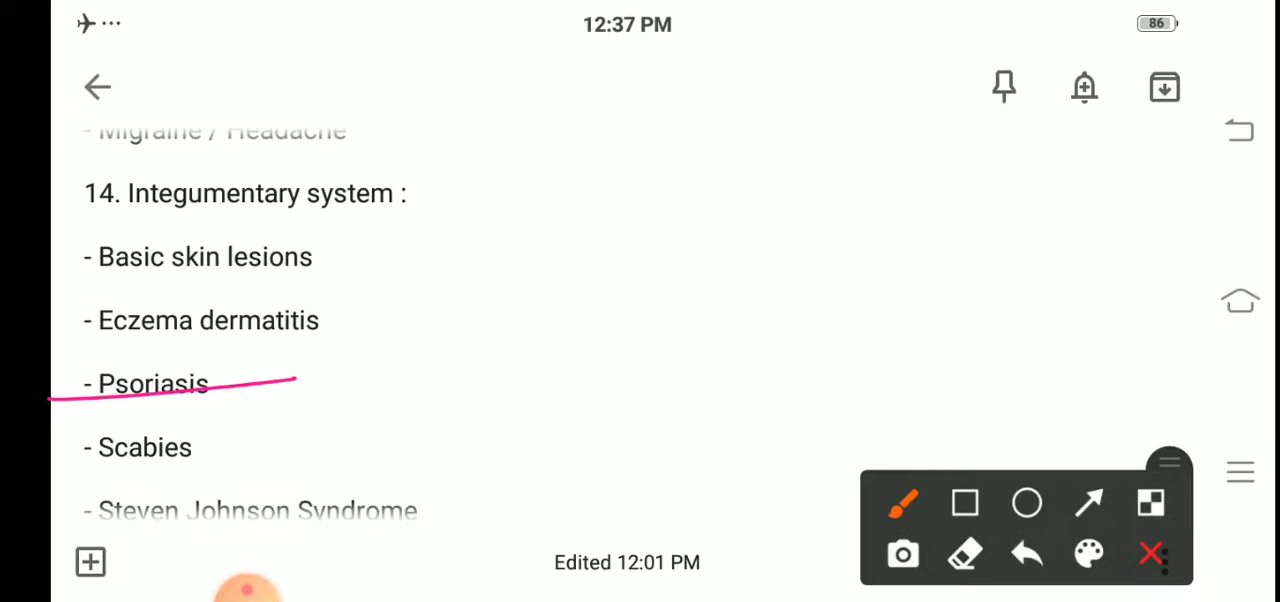 12:37 PM
86
- Migraine / Headache
14. Integumentary system :
- Basic skin lesions
- Eczema dermatitis
- Psoriasis
- Scabies
- Steven Johnson Syndrome
Edited 12:01 PM